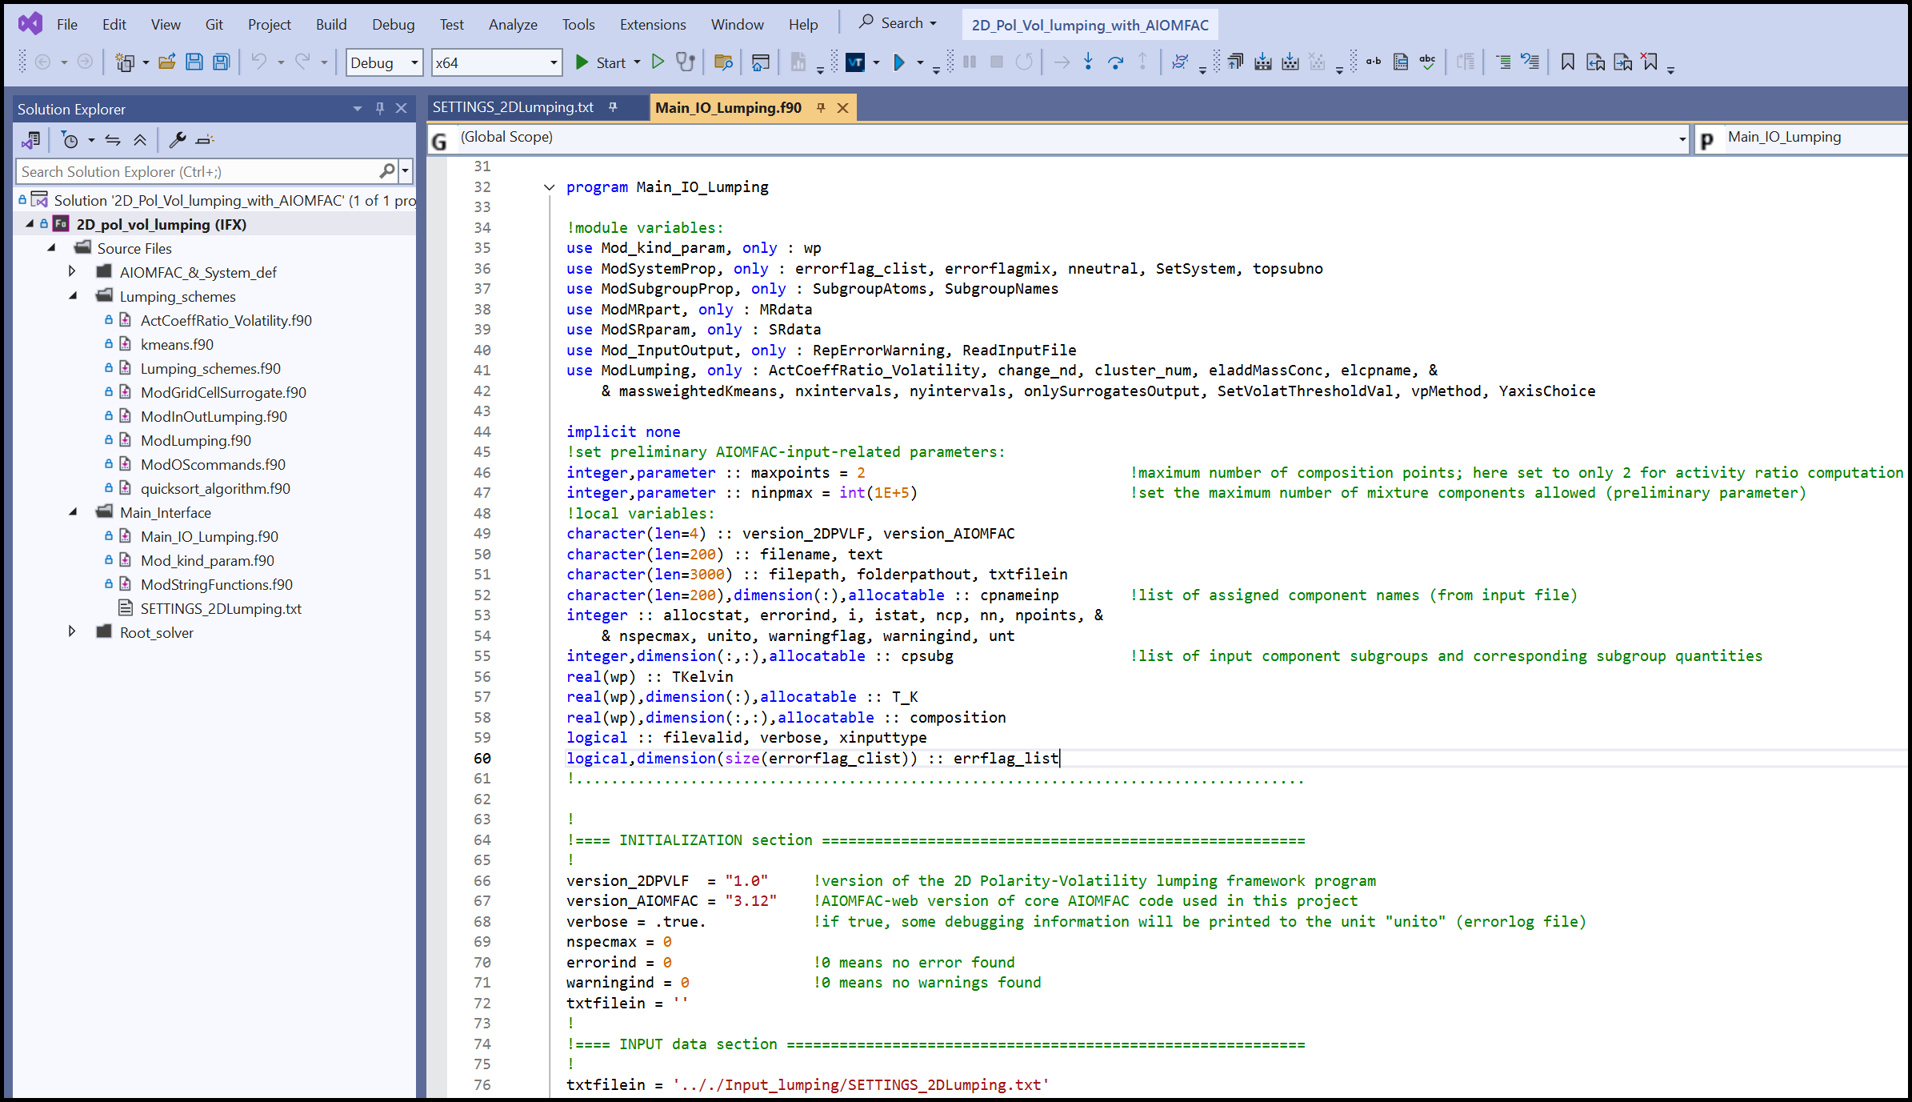 File Edit View Git Project Build Debug Test Analyze Tools Extensions Window Help Search 2D_Pol_Vol_lumping_with_AIOMFAC
Debug x64 Start VT a·b abc
Solution Explorer
Search Solution Explorer (Ctrl+;)
Solution '2D_Pol_Vol_lumping_with_AIOMFAC' (1 of 1 pro
Fo 2D_pol_vol_lumping (IFX)
Source Files
AIOMFAC_&_System_def
Lumping_schemes
ActCoeffRatio_Volatility.f90
kmeans.f90
Lumping_schemes.f90
ModGridCellSurrogate.f90
ModInOutLumping.f90
ModLumping.f90
ModOScommands.f90
quicksort_algorithm.f90
Main_Interface
Main_IO_Lumping.f90
Mod_kind_param.f90
ModStringFunctions.f90
SETTINGS_2DLumping.txt
Root_solver
SETTINGS_2DLumping.txt Main_IO_Lumping.f90
G (Global Scope) p Main_IO_Lumping
31
32 program Main_IO_Lumping
33
34 !module variables:
35 use Mod_kind_param, only : wp
36 use ModSystemProp, only : errorflag_clist, errorflagmix, nneutral, SetSystem, topsubno
37 use ModSubgroupProp, only : SubgroupAtoms, SubgroupNames
38 use ModMRpart, only : MRdata
39 use ModSRparam, only : SRdata
40 use Mod_InputOutput, only : RepErrorWarning, ReadInputFile
41 use ModLumping, only : ActCoeffRatio_Volatility, change_nd, cluster_num, eladdMassConc, elcpname, &
42 & massweightedKmeans, nxintervals, nyintervals, onlySurrogatesOutput, SetVolatThresholdVal, vpMethod, YaxisChoice
43
44 implicit none
45 !set preliminary AIOMFAC-input-related parameters:
46 integer,parameter :: maxpoints = 2 !maximum number of composition points; here set to only 2 for activity ratio computation
47 integer,parameter :: ninpmax = int(1E+5) !set the maximum number of mixture components allowed (preliminary parameter)
48 !local variables:
49 character(len=4) :: version_2DPVLF, version_AIOMFAC
50 character(len=200) :: filename, text
51 character(len=3000) :: filepath, folderpathout, txtfilein
52 character(len=200),dimension(:),allocatable :: cpnameinp !list of assigned component names (from input file)
53 integer :: allocstat, errorind, i, istat, ncp, nn, npoints, &
54 & nspecmax, unito, warningflag, warningind, unt
55 integer,dimension(:,:),allocatable :: cpsubg !list of input component subgroups and corresponding subgroup quantities
56 real(wp) :: TKelvin
57 real(wp),dimension(:),allocatable :: T_K
58 real(wp),dimension(:,:),allocatable :: composition
59 logical :: filevalid, verbose, xinputtype
60 logical,dimension(size(errorflag_clist)) :: errflag_list
61 !...................................................................................
62
63 !
64 !==== INITIALIZATION section =======================================================
65 !
66 version_2DPVLF = "1.0" !version of the 2D Polarity-Volatility lumping framework program
67 version_AIOMFAC = "3.12" !AIOMFAC-web version of core AIOMFAC code used in this project
68 verbose = .true. !if true, some debugging information will be printed to the unit "unito" (errorlog file)
69 nspecmax = 0
70 errorind = 0 !0 means no error found
71 warningind = 0 !0 means no warnings found
72 txtfilein = ''
73 !
74 !==== INPUT data section ===========================================================
75 !
76 txtfilein = '.././Input_lumping/SETTINGS_2DLumping.txt'